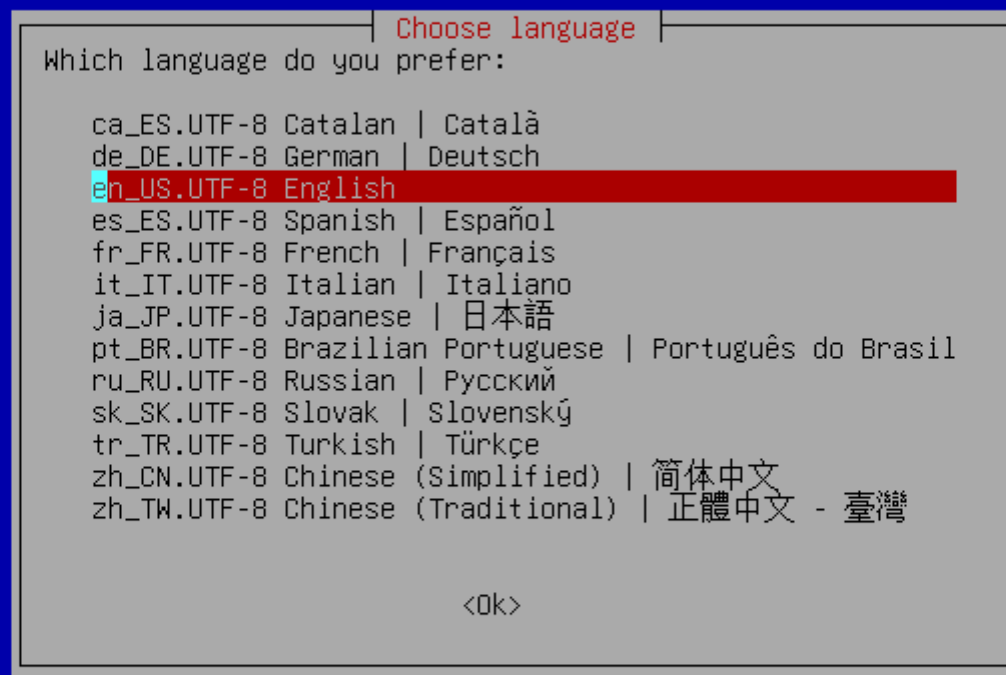 Choose language
Which language do you prefer:
ca_ES.UTF-8 Catalan | Català
de_DE.UTF-8 German | Deutsch
en_US.UTF-8 English
es_ES.UTF-8 Spanish | Español
fr_FR.UTF-8 French | Français
it_IT.UTF-8 Italian | Italiano
ja_JP.UTF-8 Japanese | 日本語
pt_BR.UTF-8 Brazilian Portuguese | Português do Brasil
ru_RU.UTF-8 Russian | Русский
sk_SK.UTF-8 Slovak | Slovenský
tr_TR.UTF-8 Turkish | Türkçe
zh_CN.UTF-8 Chinese (Simplified) | 简体中文
zh_TW.UTF-8 Chinese (Traditional) | 正體中文 - 臺灣
<Ok>